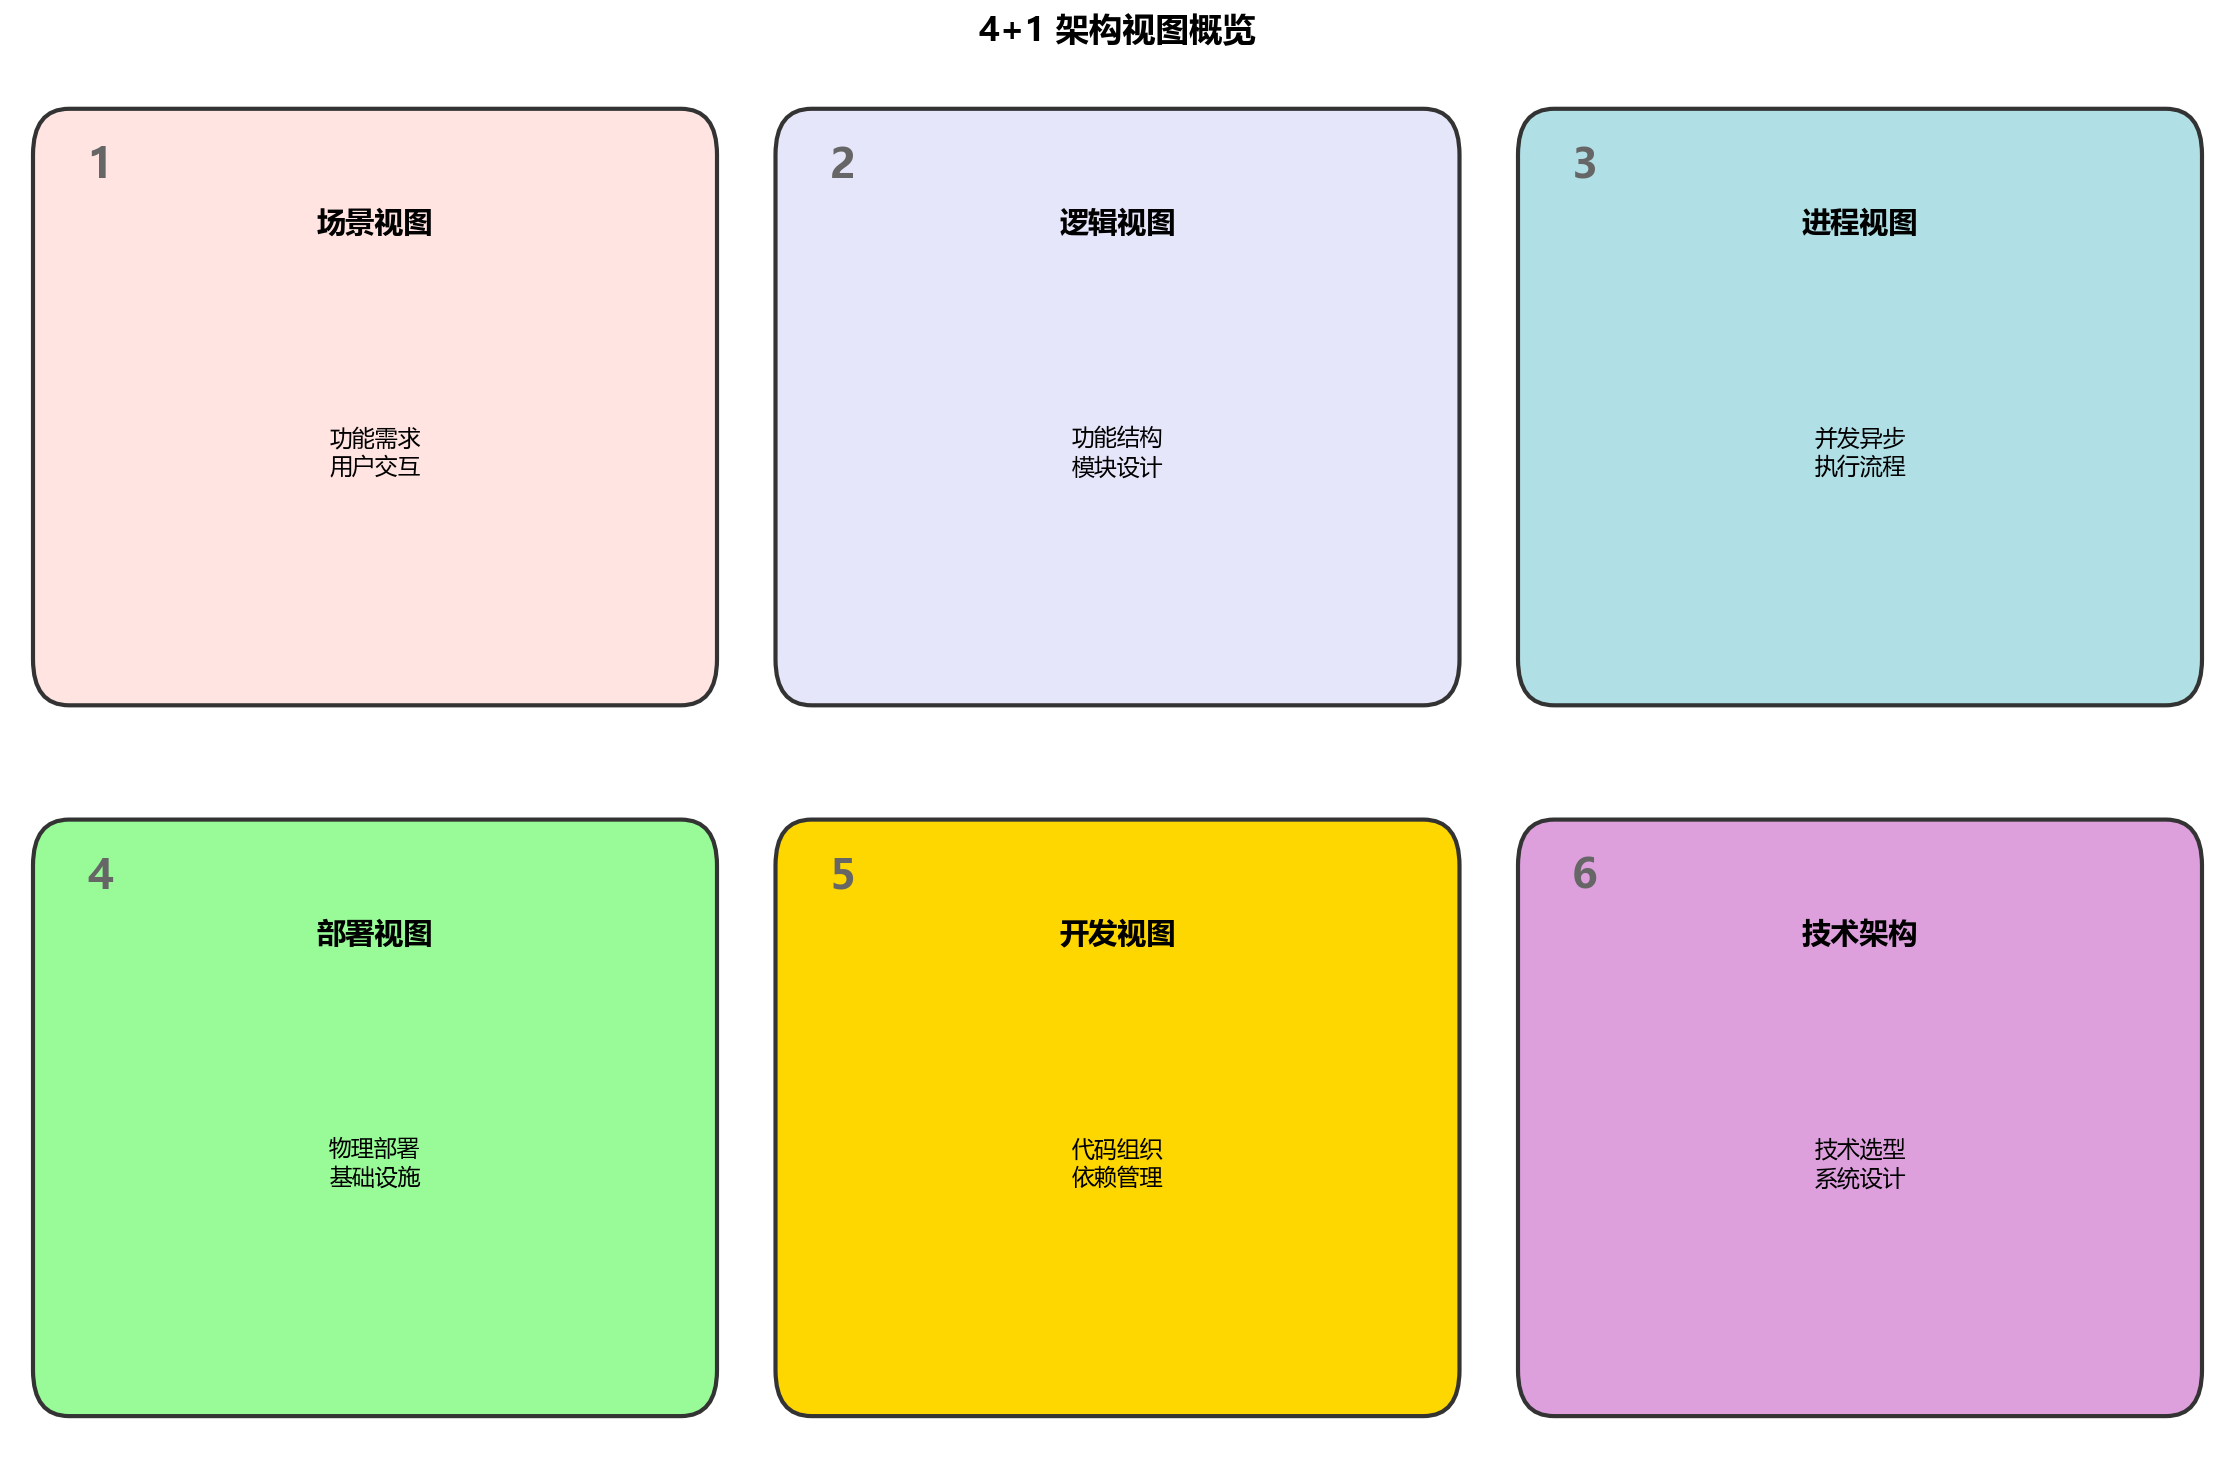 4+1 架构视图概览
1
场景视图
功能需求
用户交互
2
逻辑视图
功能结构
模块设计
3
进程视图
并发异步
执行流程
4
部署视图
物理部署
基础设施
5
开发视图
代码组织
依赖管理
6
技术架构
技术选型
系统设计